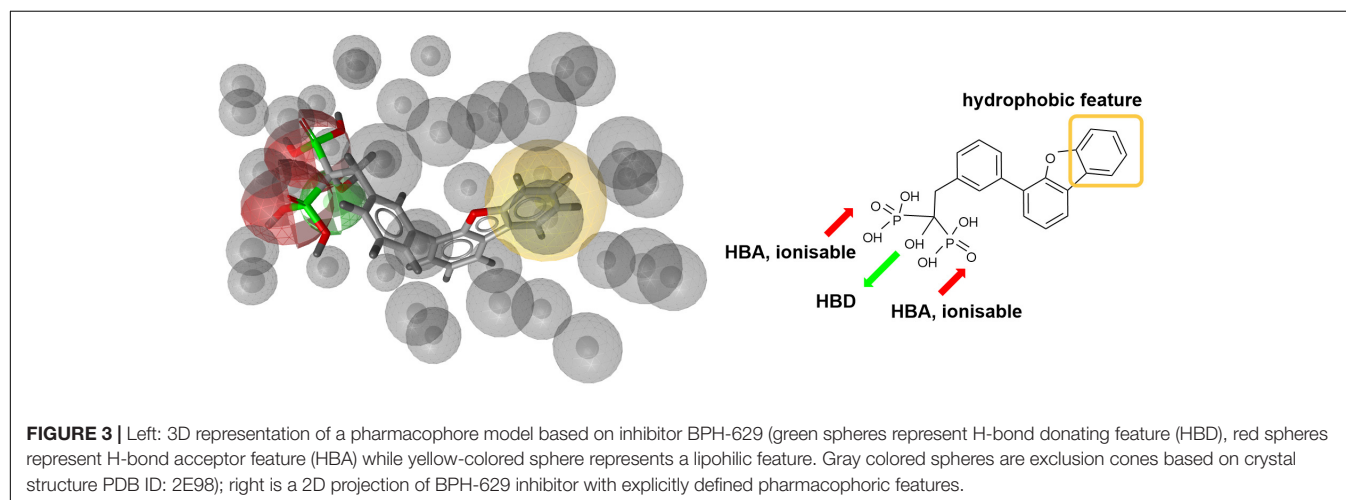 hydrophobic feature
O
OH
O
P
OH
P
OH
OH
OH
O
HBA, ionisable
HBD
HBA, ionisable
FIGURE 3 | Left: 3D representation of a pharmacophore model based on inhibitor BPH-629 (green spheres represent H-bond donating feature (HBD), red spheres
represent H-bond acceptor feature (HBA) while yellow-colored sphere represents a lipohilic feature. Gray colored spheres are exclusion cones based on crystal
structure PDB ID: 2E98); right is a 2D projection of BPH-629 inhibitor with explicitly defined pharmacophoric features.